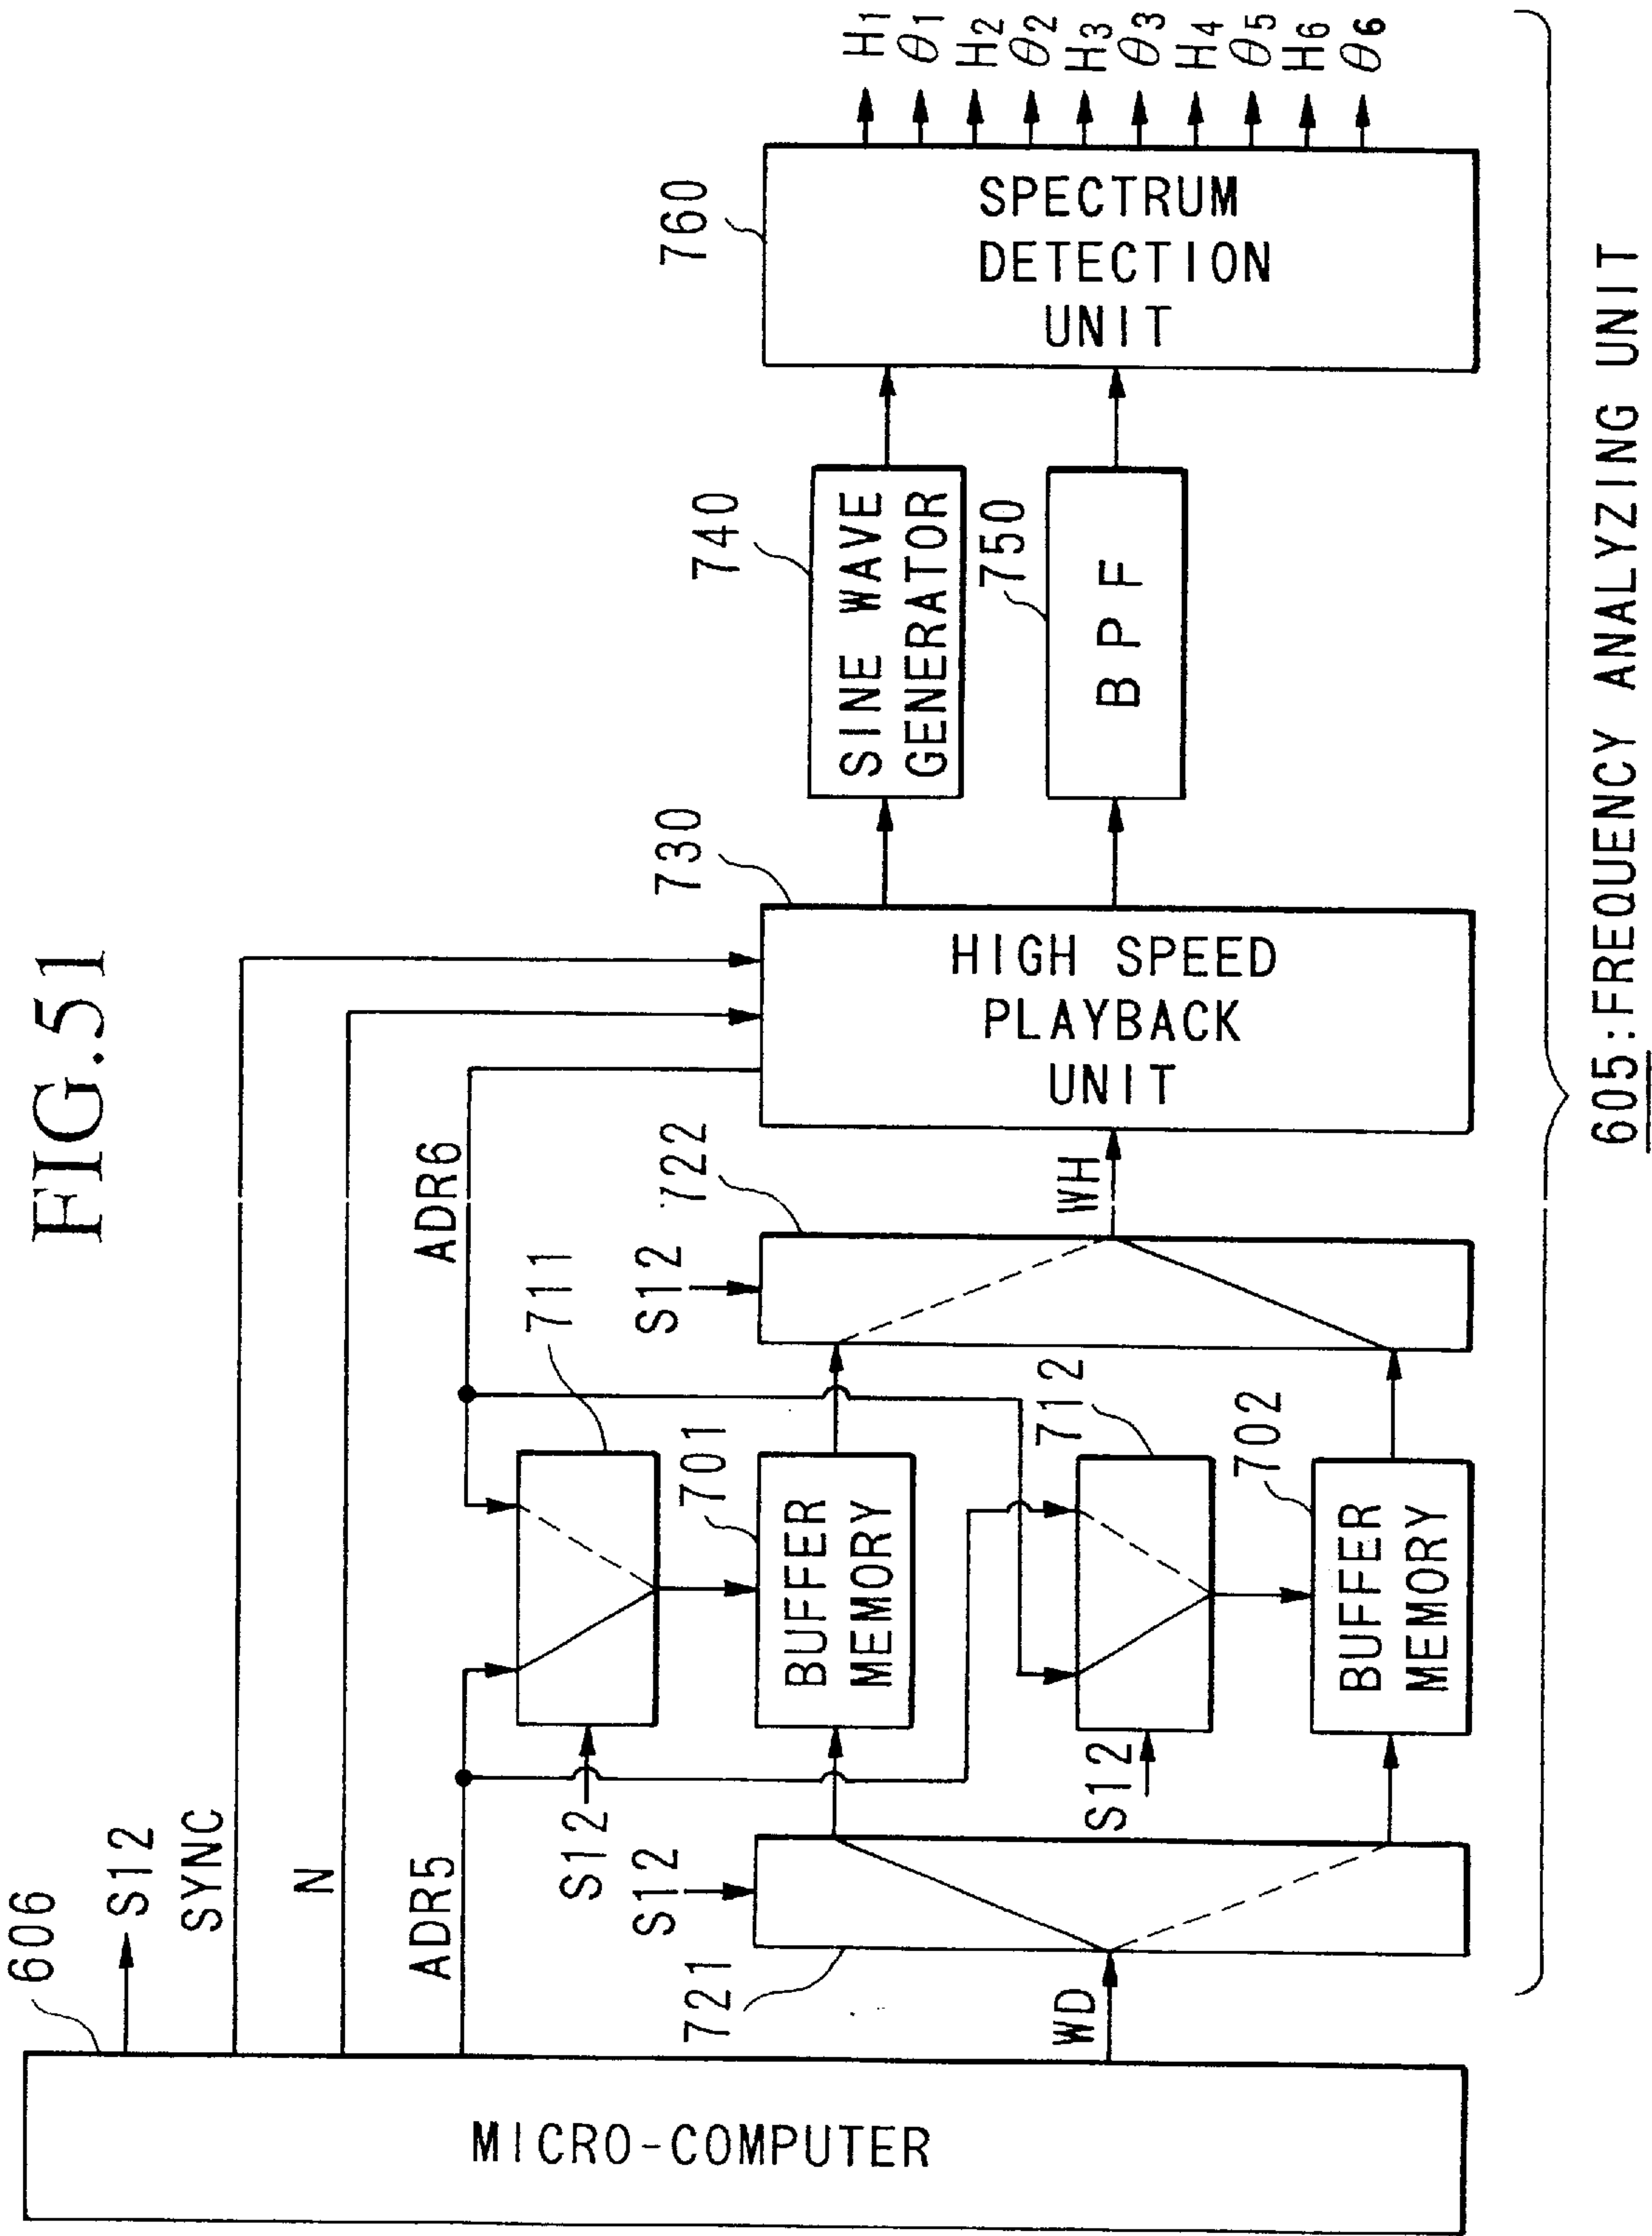 FIG.51
606
S12
SYNC
N
ADR5
ADR6
MICRO-COMPUTER
WD
721
S12
S12
711
701
BUFFER
MEMORY
S12
712
702
BUFFER
MEMORY
S12
722
WH
730
HIGH SPEED
PLAYBACK
UNIT
740
SINE WAVE
GENERATOR
750
BPF
760
SPECTRUM
DETECTION
UNIT
H1
θ1
H2
θ2
H3
θ3
H4
θ5
H6
θ6
605::FREQUENCY ANALYZING UNIT